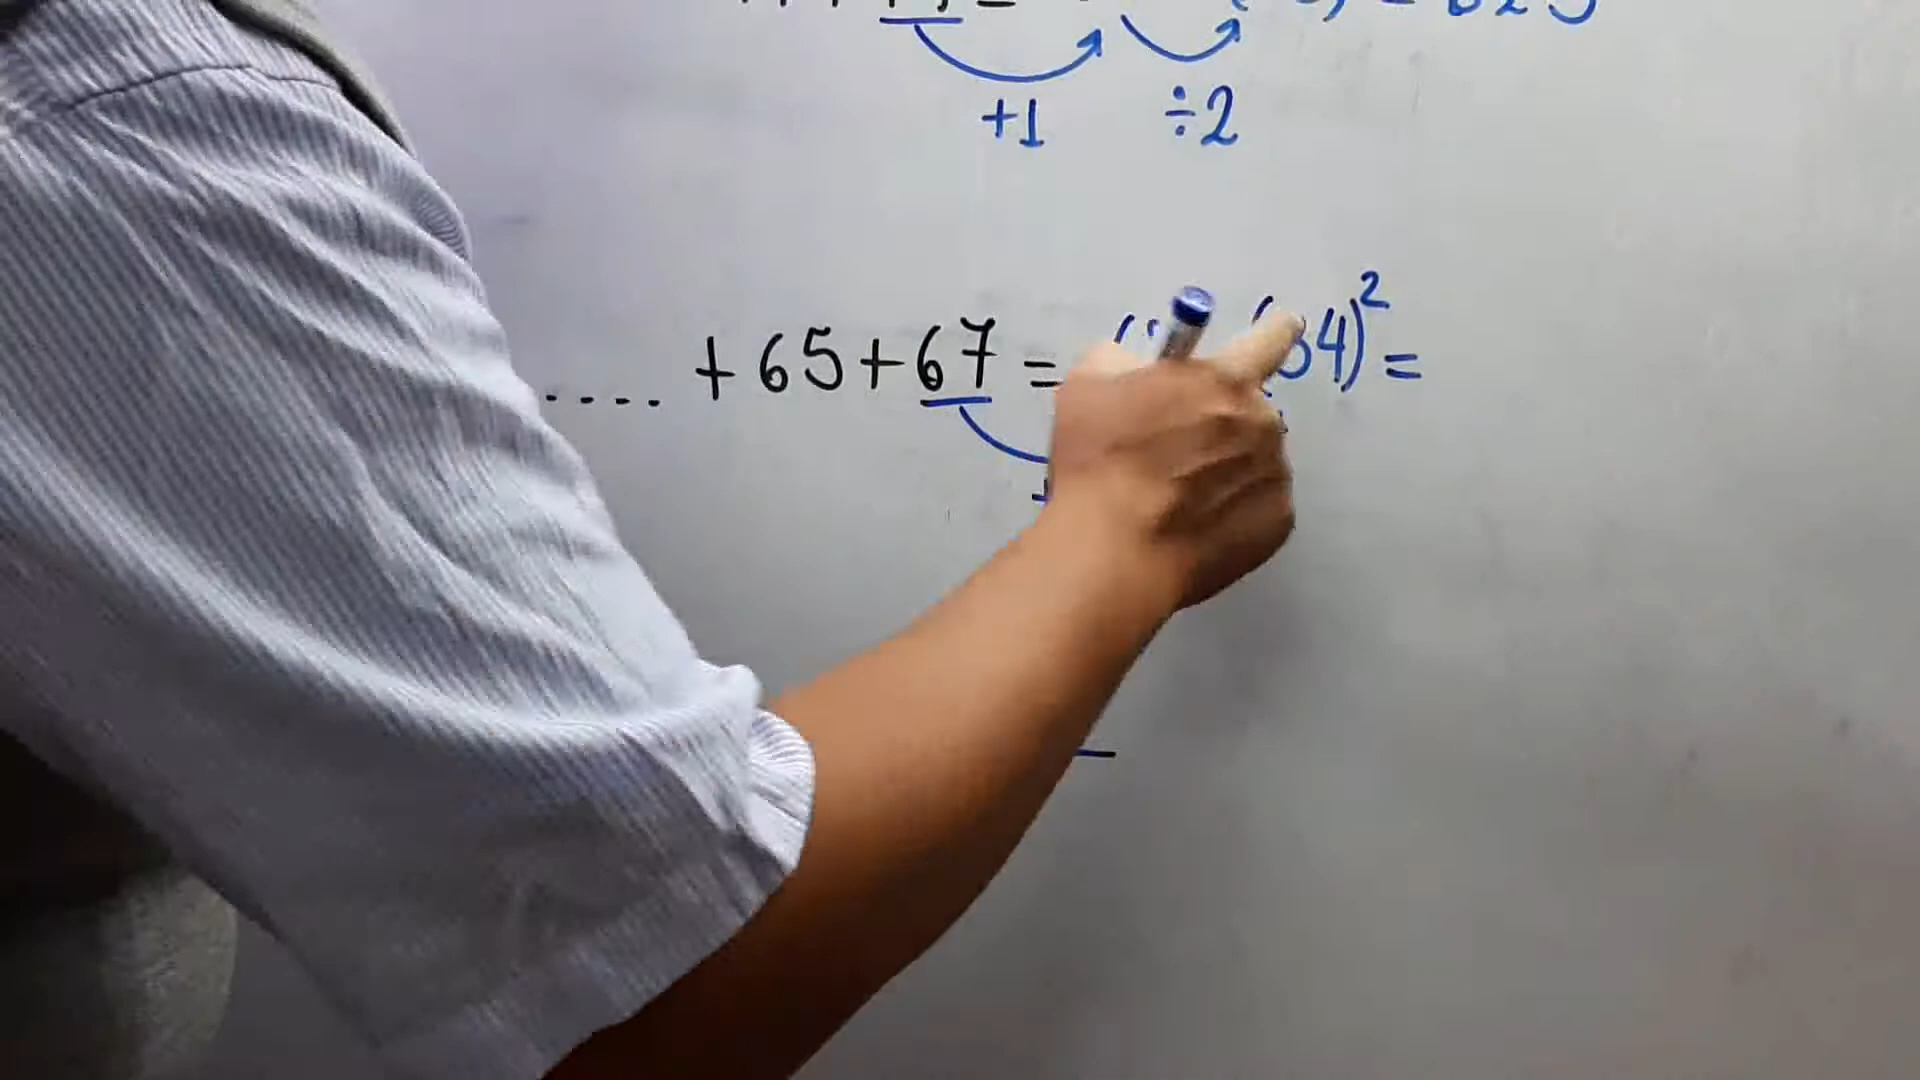 = 625
+1 ÷2
..... + 65 + 67 = (34)² =